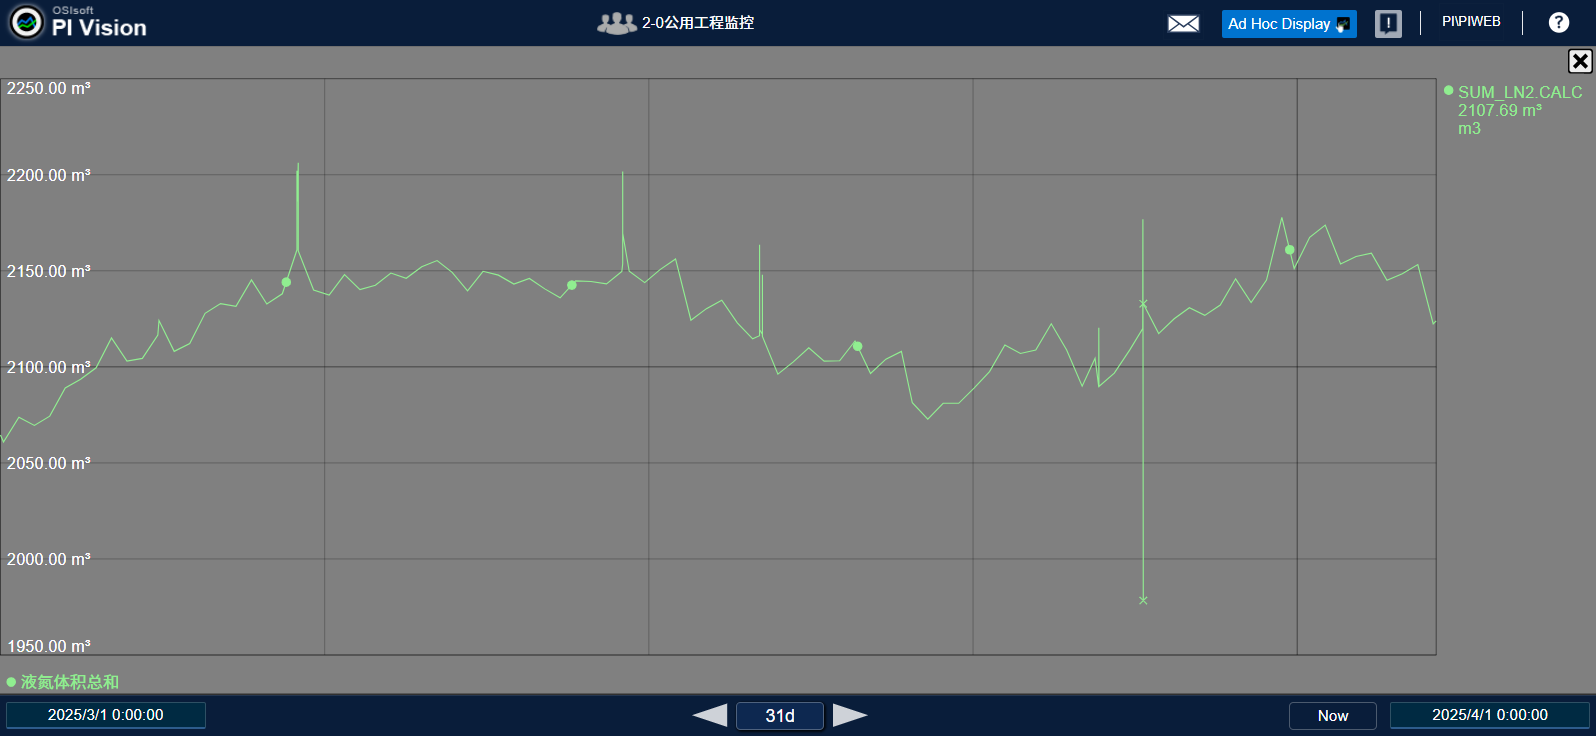 OSIsoft
PI Vision
2-0公用工程监控
Ad Hoc Display
PI\PIWEB
?
2250.00 m³
2200.00 m³
2150.00 m³
2100.00 m³
2050.00 m³
2000.00 m³
1950.00 m³
SUM_LN2.CALC
2107.69 m³
m3
液氮体积总和
2025/3/1 0:00:00
31d
Now
2025/4/1 0:00:00